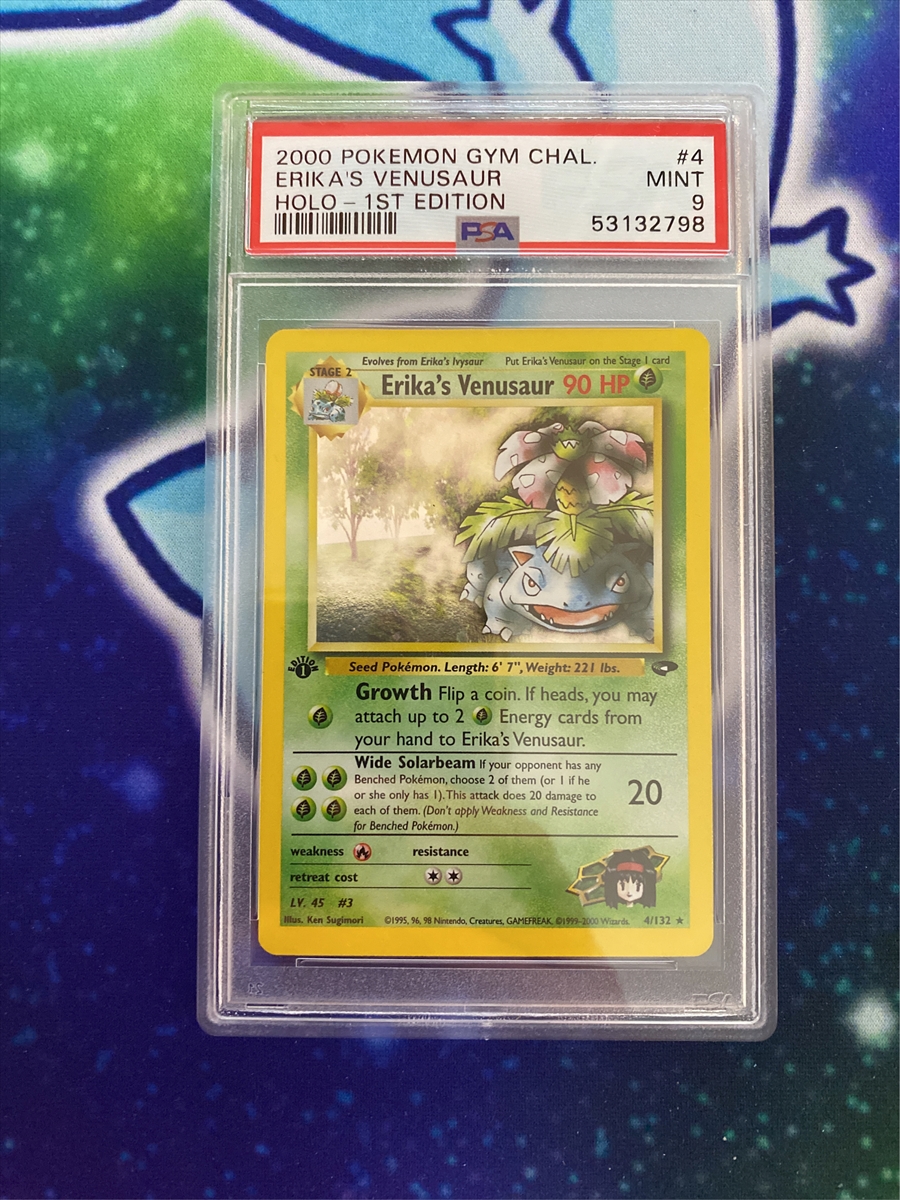 2000 POKEMON GYM CHAL. #4
ERIKA'S VENUSAUR MINT
HOLO – 1ST EDITION 9
PSA 53132798
Evolves from Erika's Ivysaur Put Erika's Venusaur on the Stage 1 card
STAGE 2
Erika's Venusaur 90 HP
EDITION 1
Seed Pokémon. Length: 6' 7", Weight: 221 lbs.
Growth Flip a coin. If heads, you may
attach up to 2 Energy cards from
your hand to Erika's Venusaur.
Wide Solarbeam If your opponent has any
Benched Pokémon, choose 2 of them (or 1 if he
or she only has 1). This attack does 20 damage to
each of them. (Don't apply Weakness and Resistance
for Benched Pokémon.)
20
weakness resistance
retreat cost
LV. 45 #3
Illus. Ken Sugimori ©1995, 96, 98 Nintendo, Creatures, GAMEFREAK. ©1999-2000 Wizards. 4/132 ★
PSA